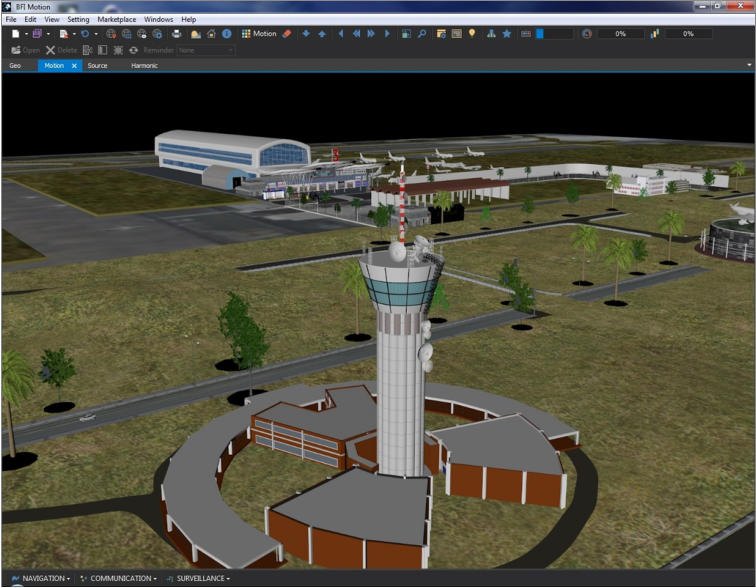 BFI Motion
File Edit View Setting Marketplace Windows Help
Motion 0% 0%
Open Delete Reminder None
Geo Motion Source Harmonic
NAVIGATION COMMUNICATION SURVEILLANCE